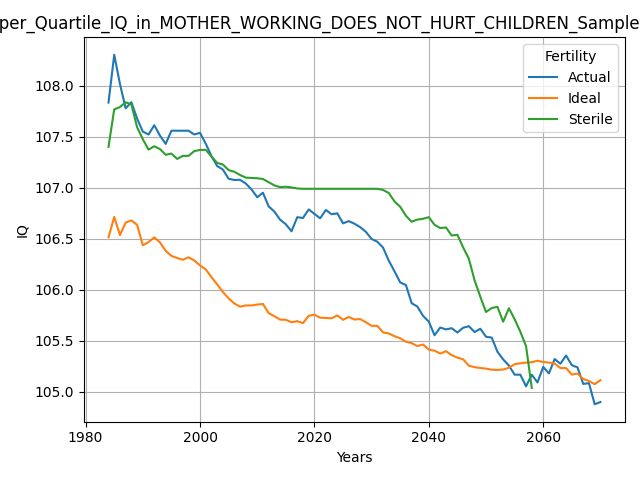 per_Quartile_IQ_in_MOTHER_WORKING_DOES_NOT_HURT_CHILDREN_Sample
Fertility
Actual
Ideal
Sterile
108.0
107.5
107.0
106.5
106.0
105.5
105.0
IQ
1980
2000
2020
2040
2060
Years